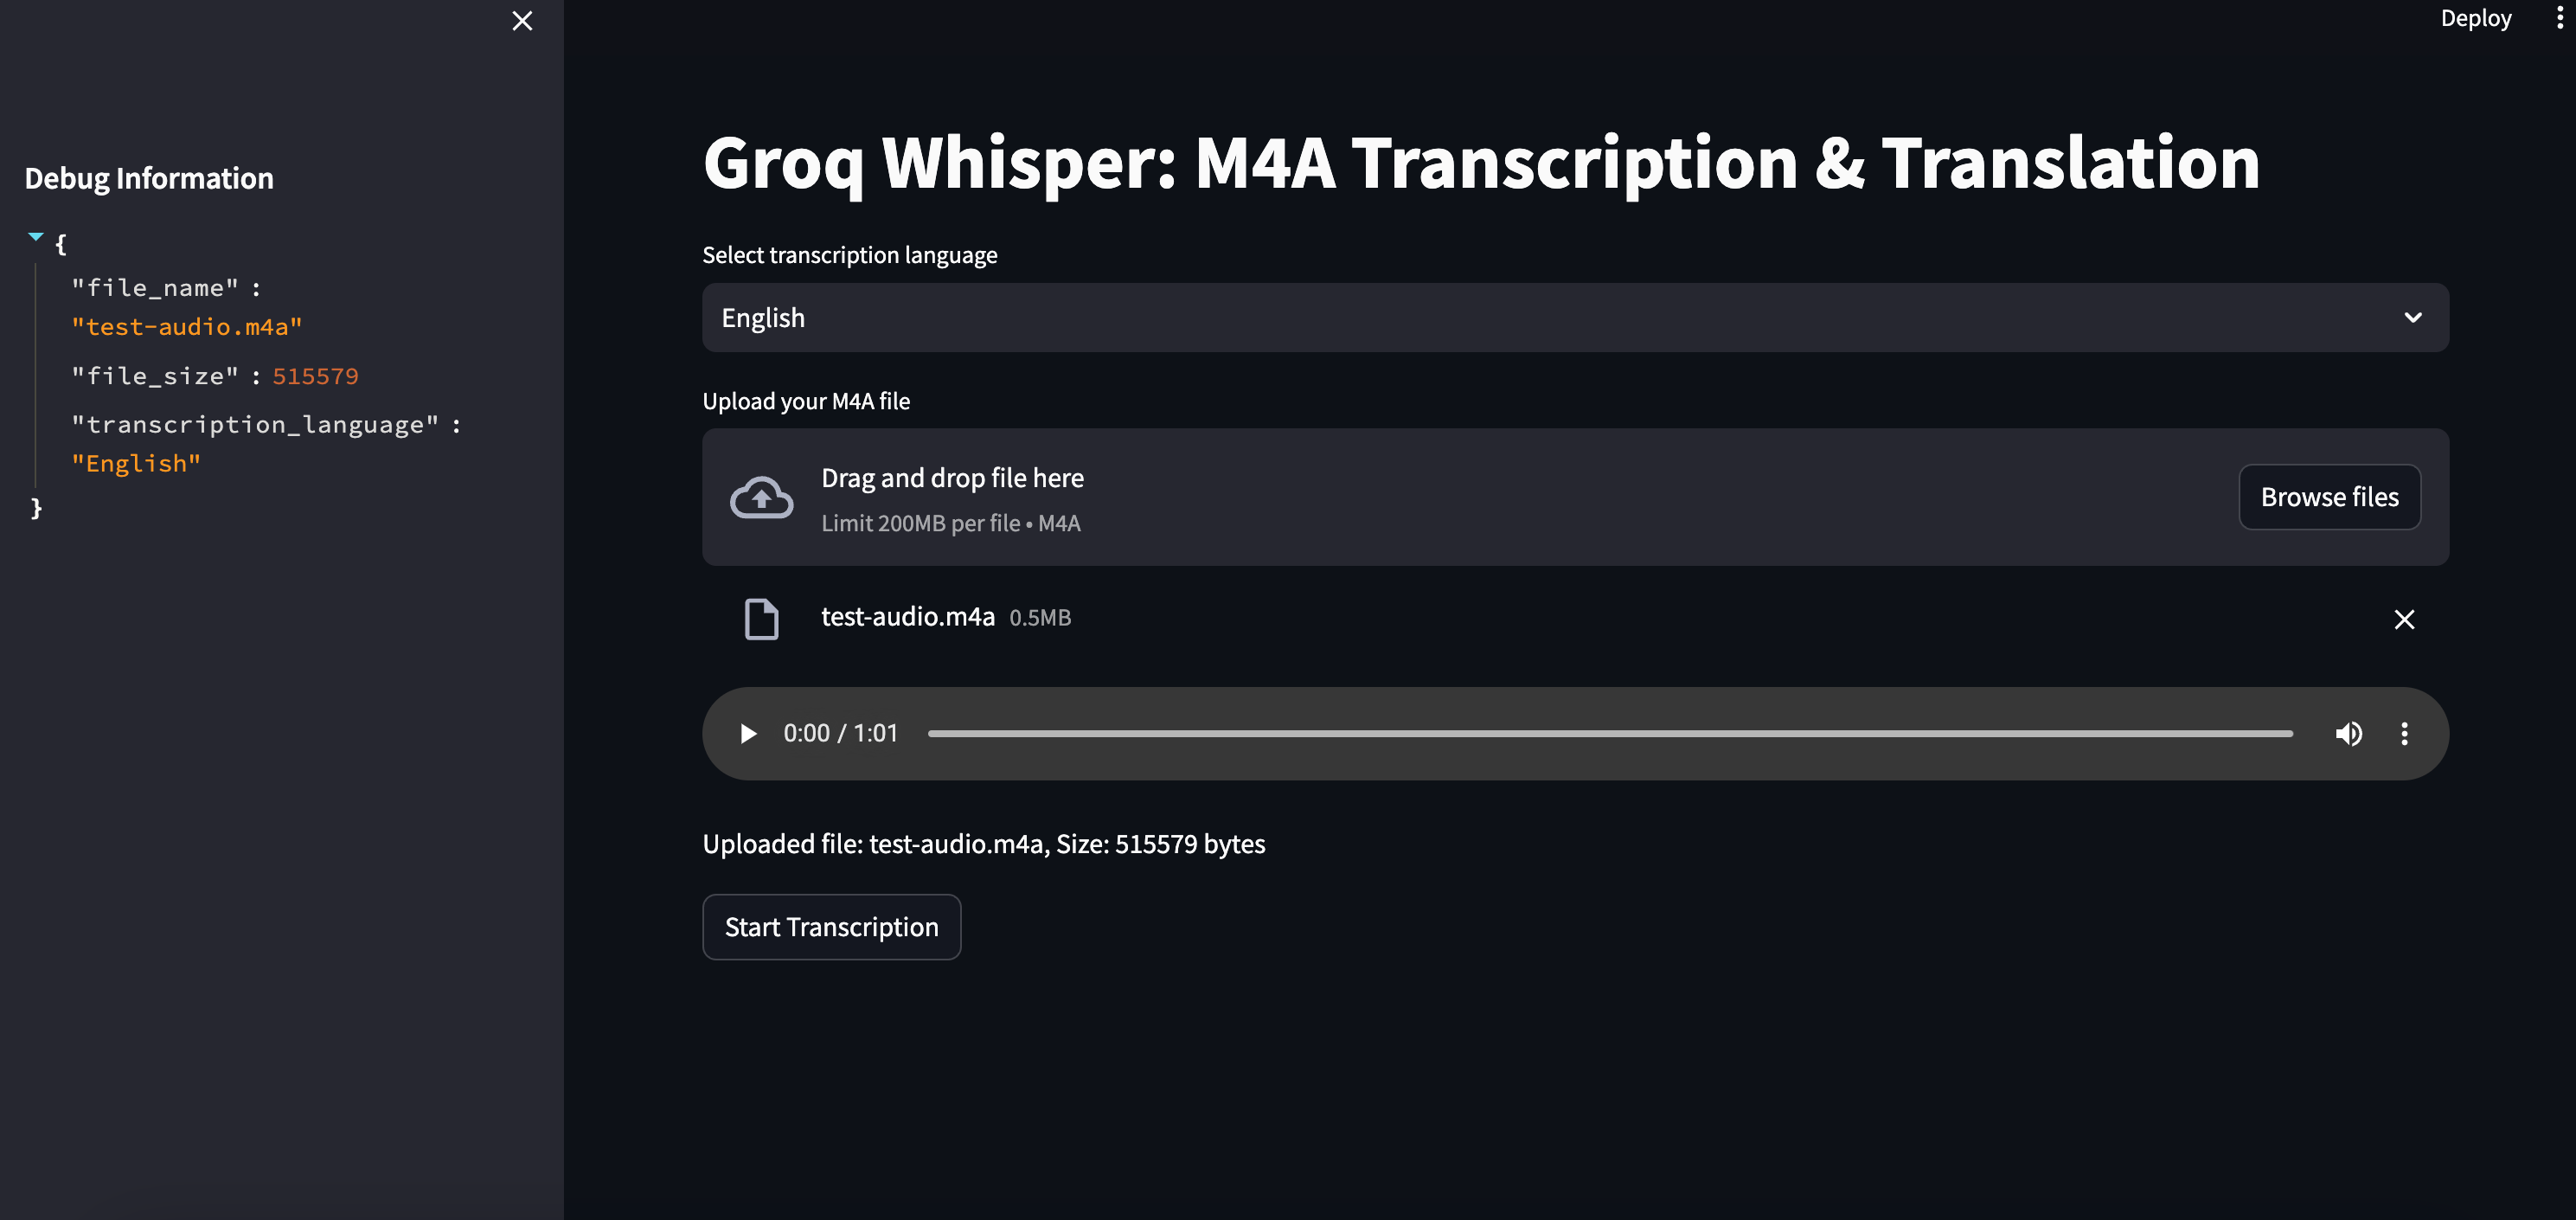 Deploy
Debug Information
{
"file_name" :
"test-audio.m4a"
"file_size" : 515579
"transcription_language" :
"English"
}
Groq Whisper: M4A Transcription & Translation
Select transcription language
English
Upload your M4A file
Drag and drop file here
Limit 200MB per file • M4A
Browse files
test-audio.m4a 0.5MB
0:00 / 1:01
Uploaded file: test-audio.m4a, Size: 515579 bytes
Start Transcription